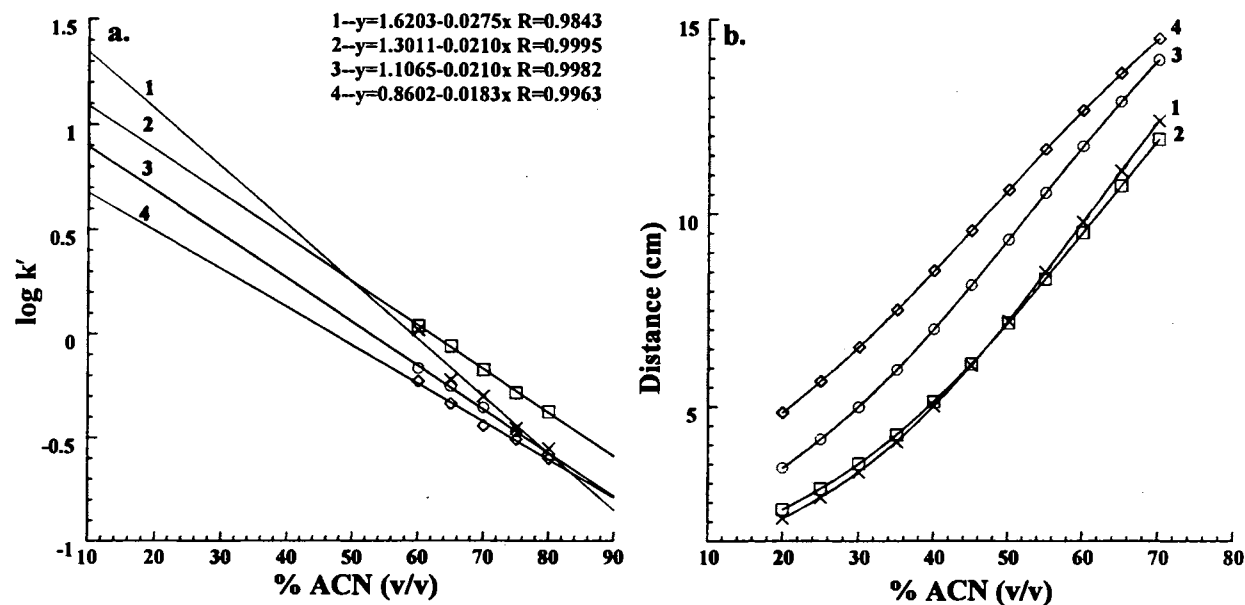 a.
1--y=1.6203-0.0275x R=0.9843
2--y=1.3011-0.0210x R=0.9995
3--y=1.1065-0.0210x R=0.9982
4--y=0.8602-0.0183x R=0.9963
1.5
1
0.5
0
-0.5
-1
log k'
1
2
3
4
10 20 30 40 50 60 70 80 90
% ACN (v/v)
b.
15
10
5
Distance (cm)
4
3
1
2
10 20 30 40 50 60 70 80
% ACN (v/v)